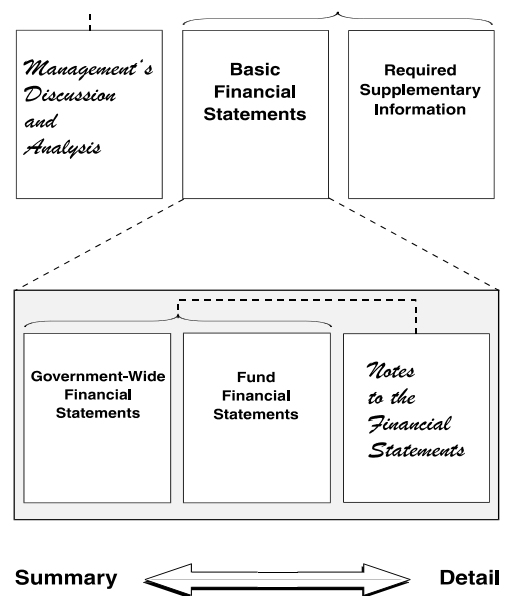 Management's
Discussion
and
Analysis
Basic
Financial
Statements
Required
Supplementary
Information
Government-Wide
Financial
Statements
Fund
Financial
Statements
Notes
to the
Financial
Statements
Summary
Detail